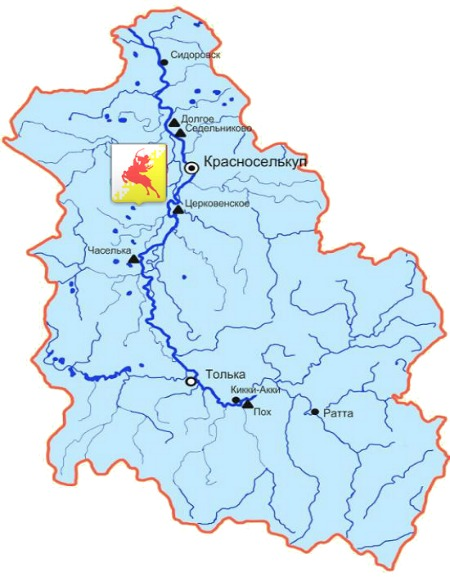 Сидоровск
Долгое
Седельниково
Красноселькуп
Церковенское
Часелька
Толька
Кикки-Акки
Пох
Ратта